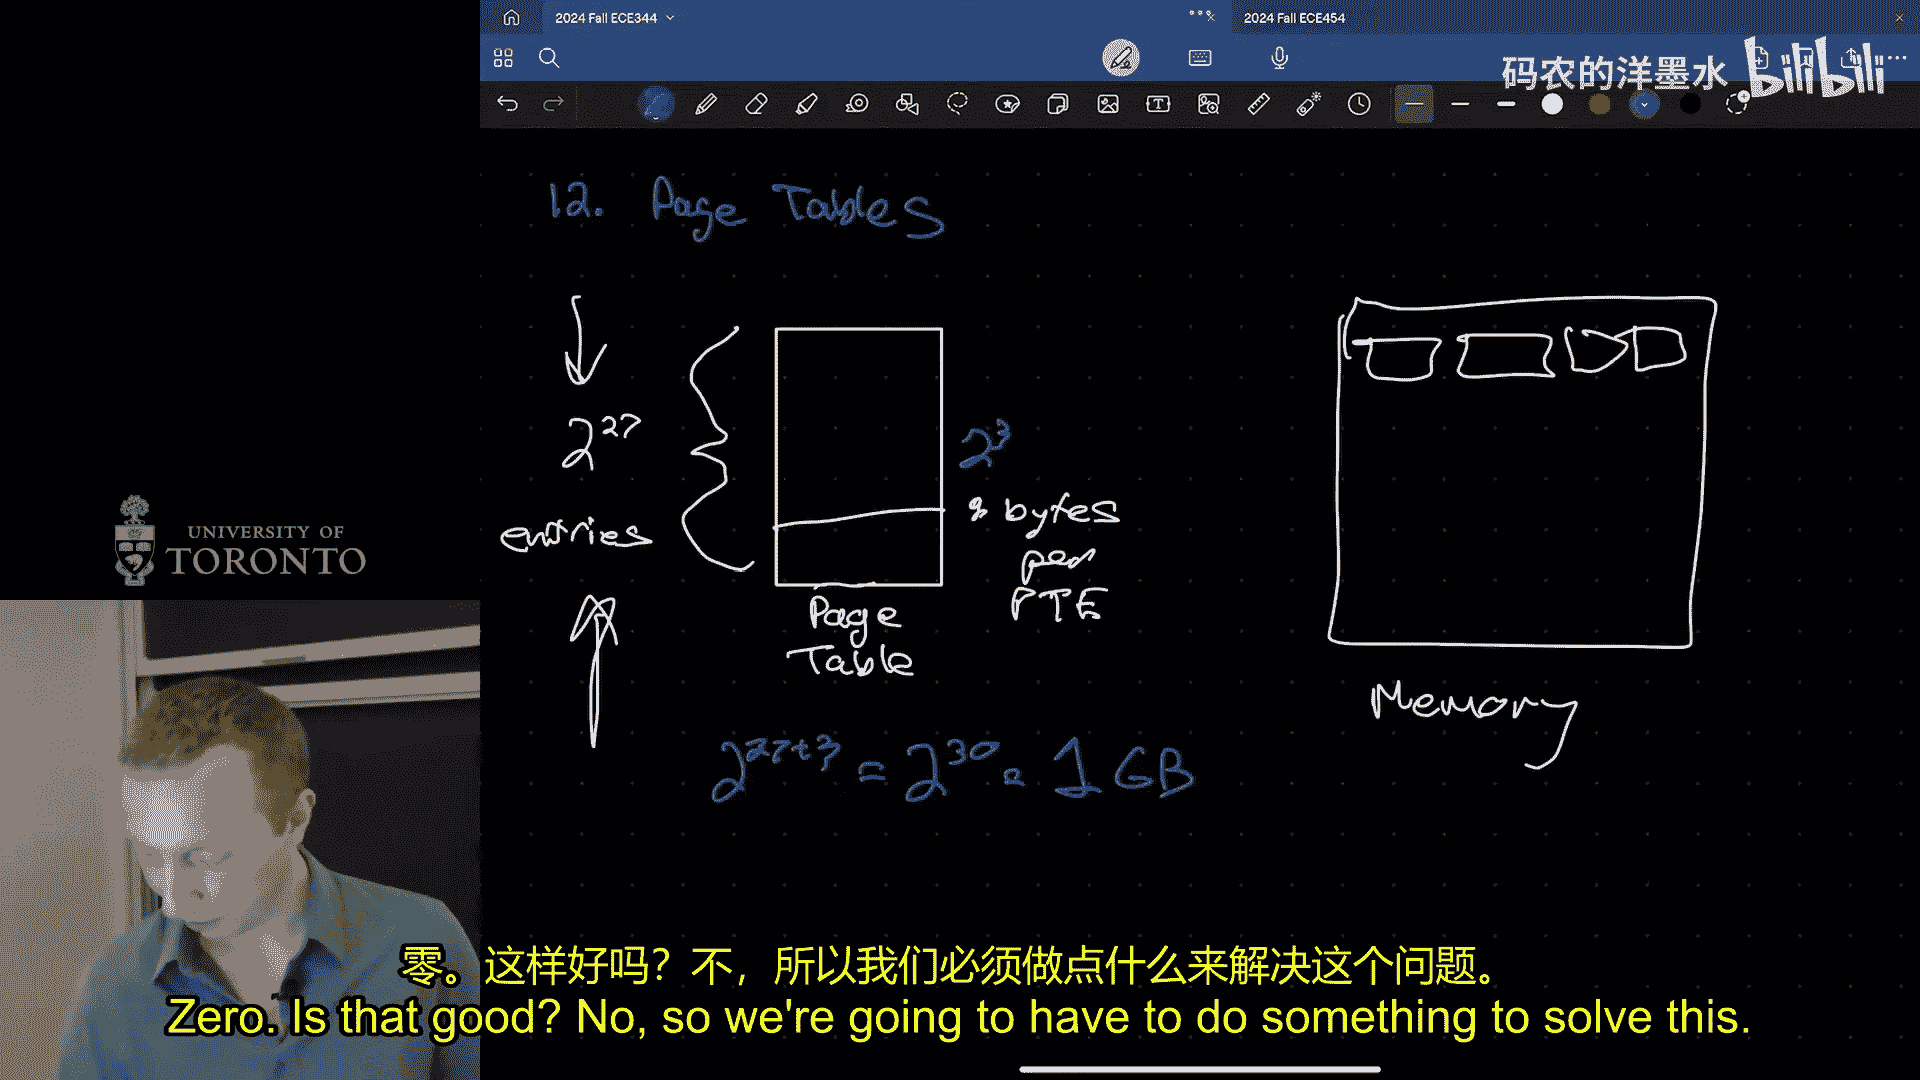 2024 Fall ECE344
2024 Fall ECE454
码农的洋墨水 bilibili
12. Page Tables
2^27
entries
2^3
8 bytes
per
PTE
Page
Table
Memory
2^27+3 = 2^30 = 1 GB
UNIVERSITY OF
TORONTO
零。这样好吗？不，所以我们必须做点什么来解决这个问题。
Zero. Is that good? No, so we're going to have to do something to solve this.